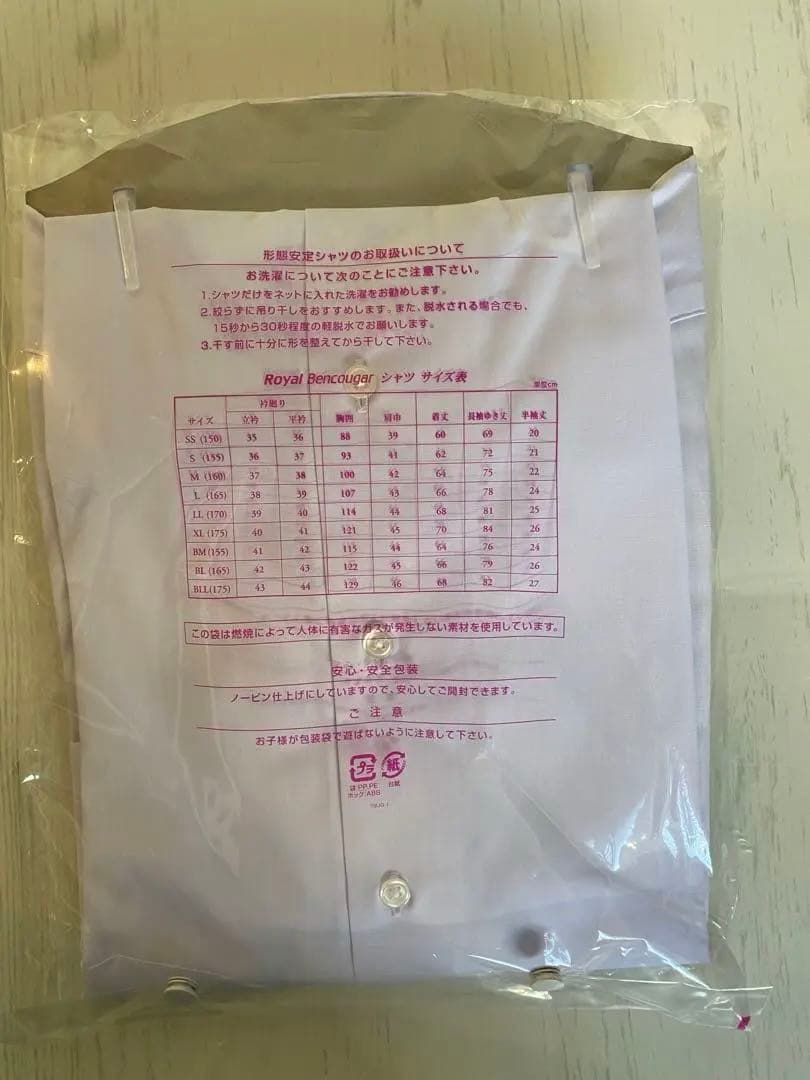 形態安定シャツのお取扱いについて
お洗濯について次のことにご注意下さい。
1.シャツだけをネットに入れた洗濯をお勧めします。
2.絞らずに吊り干しをおすすめします。また、脱水される場合でも、
15秒から30秒程度の軽脱水でお願いします。
3.干す前に十分に形を整えてから干して下さい。
Royal Bencougar シャツ サイズ表
単位cm
サイズ 衿廻り 胸囲 肩巾 着丈 長袖ゆき丈 半袖丈
立衿 平衿
SS (150) 35 36 88 39 60 69 20
S (155) 36 37 93 41 62 72 21
M (160) 37 38 100 42 64 75 22
L (165) 38 39 107 43 66 78 24
LL (170) 39 40 114 44 68 81 25
XL (175) 40 41 121 45 70 84 26
BM (155) 41 42 115 44 64 76 24
BL (165) 42 43 122 45 66 79 26
BLL (175) 43 44 129 46 68 82 27
この袋は燃焼によって人体に有害なガスが発生しない素材を使用しています。
安心・安全包装
ノーピン仕上げにしていますので、安心してご開封できます。
ご注意
お子様が包装袋で遊ばないように注意して下さい。
プラ 紙
袋:PP,PE 台紙
ホック:ABS